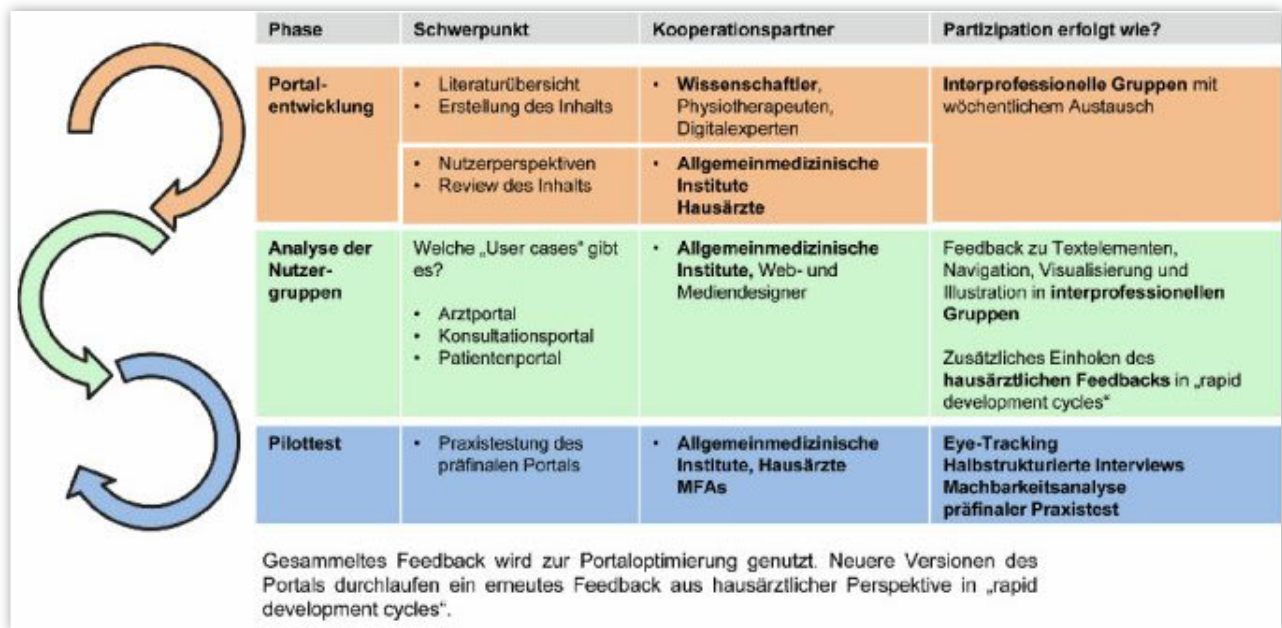 Phase
Schwerpunkt
Kooperationspartner
Partizipation erfolgt wie?
Portal-
entwicklung
• Literaturübersicht
• Erstellung des Inhalts
• Wissenschaftler,
Physiotherapeuten,
Digitalexperten
Interprofessionelle Gruppen mit
wöchentlichem Austausch
• Nutzerperspektiven
• Review des Inhalts
• Allgemeinmedizinische
Institute
Hausärzte
Analyse der
Nutzer-
gruppen
Welche „User cases“ gibt
es?
• Arztportal
• Konsultationsportal
• Patientenportal
• Allgemeinmedizinische
Institute, Web- und
Mediendesigner
Feedback zu Textelementen,
Navigation, Visualisierung und
Illustration in interprofessionellen
Gruppen
Zusätzliches Einholen des
hausärztlichen Feedbacks in „rapid
development cycles“
Pilottest
• Praxistestung des
präfinalen Portals
• Allgemeinmedizinische
Institute, Hausärzte
MFAs
Eye-Tracking
Halbstrukturierte Interviews
Machbarkeitsanalyse
präfinaler Praxistest
Gesammeltes Feedback wird zur Portaloptimierung genutzt. Neuere Versionen des
Portals durchlaufen ein erneutes Feedback aus hausärztlicher Perspektive in „rapid
development cycles“.